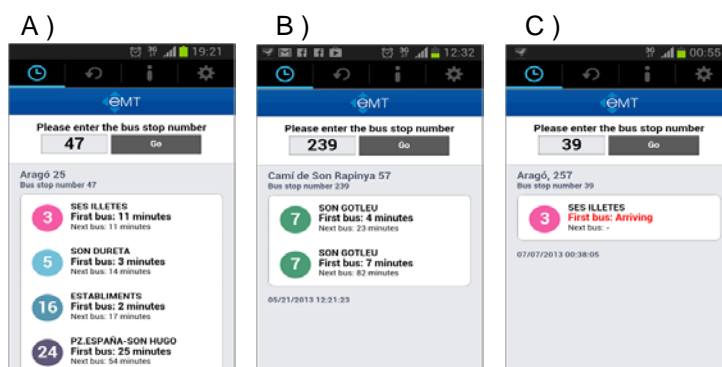 A )
19:21
eMT
Please enter the bus stop number
47 Go
Aragó 25
Bus stop number 47
3
SES ILLETES
First bus: 11 minutes
Next bus: 11 minutes
5
SON DURETA
First bus: 3 minutes
Next bus: 14 minutes
16
ESTABLIMENTS
First bus: 2 minutes
Next bus: 17 minutes
24
PZ.ESPAÑA-SON HUGO
First bus: 25 minutes
Next bus: 54 minutes
B )
12:32
eMT
Please enter the bus stop number
239 Go
Camí de Son Rapinya 57
Bus stop number 239
7
SON GOTLEU
First bus: 4 minutes
Next bus: 23 minutes
7
SON GOTLEU
First bus: 7 minutes
Next bus: 82 minutes
05/21/2013 12:21:23
C )
00:55
eMT
Please enter the bus stop number
39 Go
Aragó, 257
Bus stop number 39
3
SES ILLETES
First bus: Arriving
Next bus: -
07/07/2013 00:38:05